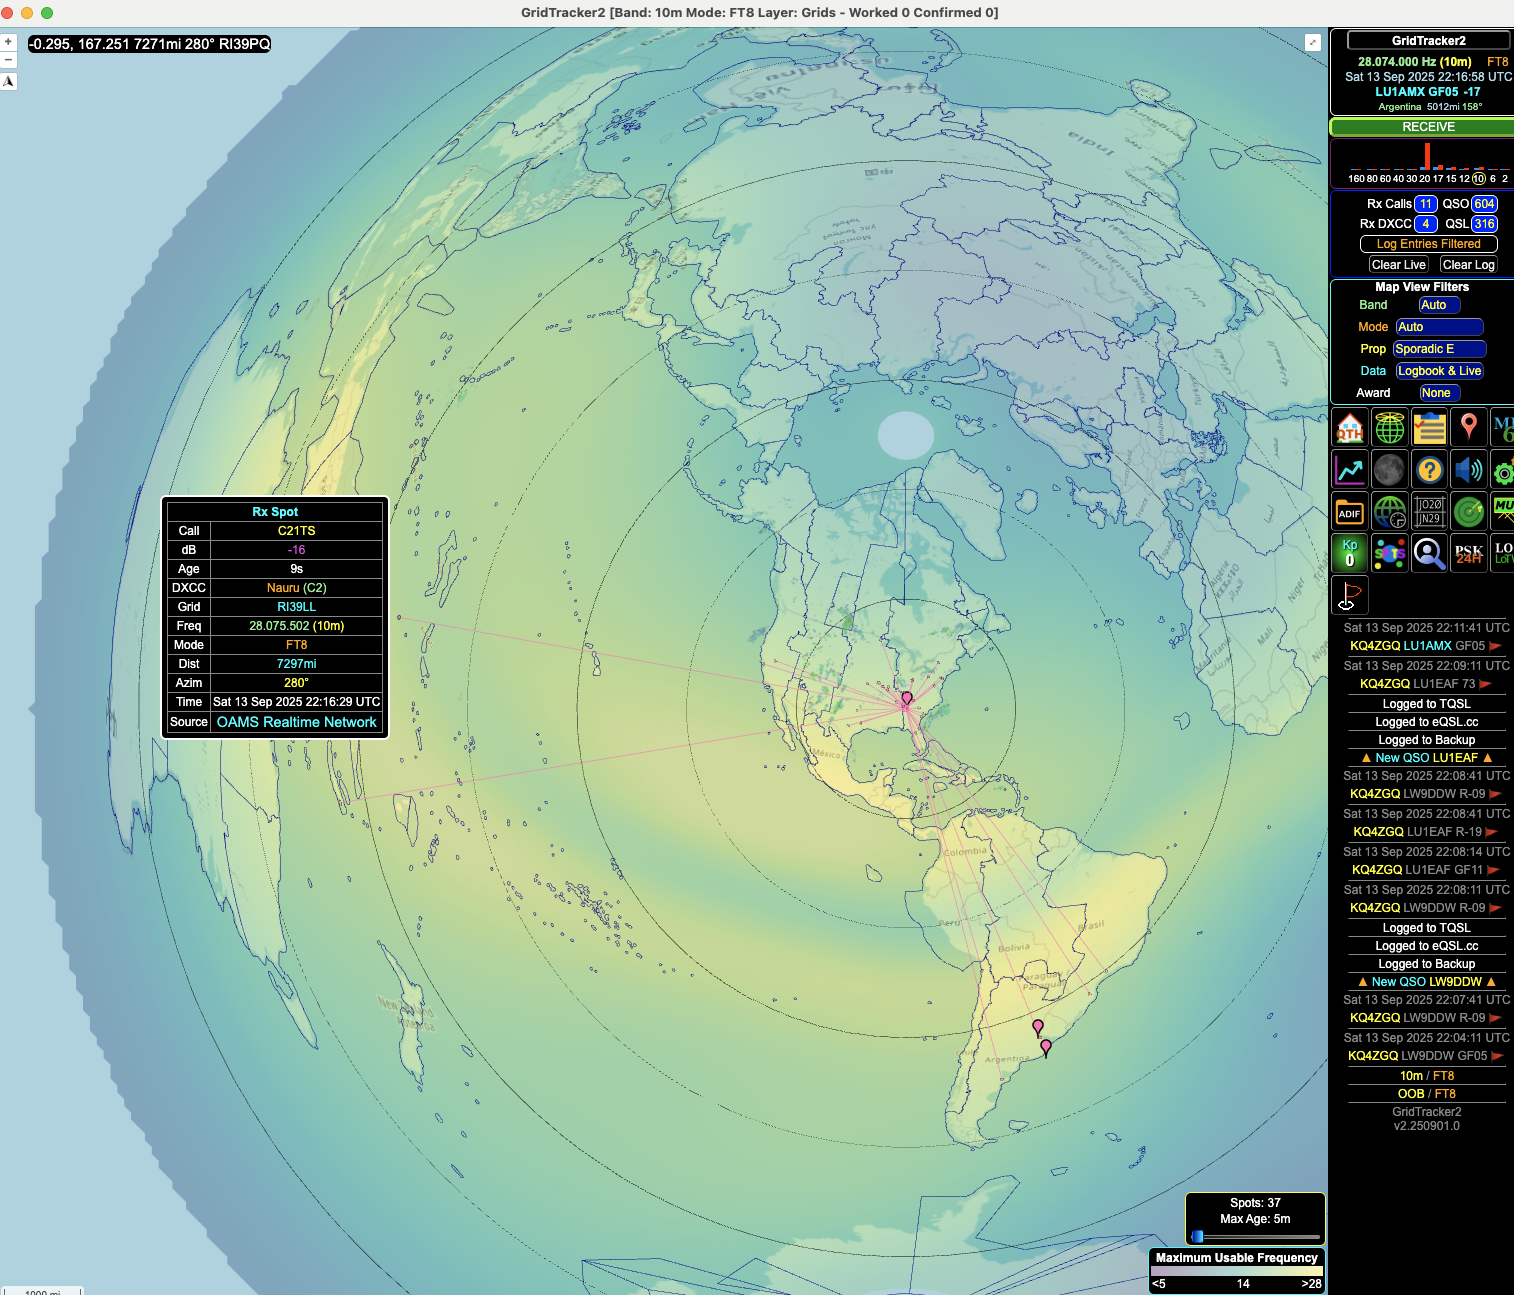 GridTracker2 [Band: 10m Mode: FT8 Layer: Grids - Worked 0 Confirmed 0]
+
−
-0.295, 167.251 7271mi 280° RI39PQ
India
México
Colombia
Perú
Brasil
Bolivia
Argentina
Mali
Niger
Rx Spot
Call C21TS
dB -16
Age 9s
DXCC Nauru (C2)
Grid RI39LL
Freq 28.075.502 (10m)
Mode FT8
Dist 7297mi
Azim 280°
Time Sat 13 Sep 2025 22:16:29 UTC
Source OAMS Realtime Network
1000 mi
Spots: 37
Max Age: 5m
Maximum Usable Frequency
<5 14 >28
GridTracker2
28.074.000 Hz (10m) FT8
Sat 13 Sep 2025 22:16:58 UTC
LU1AMX GF05 -17
Argentina 5012mi 158°
RECEIVE
160 80 60 40 30 20 17 15 12 10 6 2
Rx Calls 11 QSO 604
Rx DXCC 4 QSL 316
Log Entries Filtered
Clear Live Clear Log
Map View Filters
Band Auto
Mode Auto
Prop Sporadic E
Data Logbook & Live
Award None
QTH
?
ADIF
JO20
JN29
MU
Kp
0
SPOTS
PSK
24H
LO
LoTW
Sat 13 Sep 2025 22:11:41 UTC
KQ4ZGQ LU1AMX GF05
Sat 13 Sep 2025 22:09:11 UTC
KQ4ZGQ LU1EAF 73
Logged to TQSL
Logged to eQSL.cc
Logged to Backup
▲ New QSO LU1EAF ▲
Sat 13 Sep 2025 22:08:41 UTC
KQ4ZGQ LW9DDW R-09
Sat 13 Sep 2025 22:08:41 UTC
KQ4ZGQ LU1EAF R-19
Sat 13 Sep 2025 22:08:14 UTC
KQ4ZGQ LU1EAF GF11
Sat 13 Sep 2025 22:08:11 UTC
KQ4ZGQ LW9DDW R-09
Logged to TQSL
Logged to eQSL.cc
Logged to Backup
▲ New QSO LW9DDW ▲
Sat 13 Sep 2025 22:07:41 UTC
KQ4ZGQ LW9DDW R-09
Sat 13 Sep 2025 22:04:11 UTC
KQ4ZGQ LW9DDW GF05
10m / FT8
OOB / FT8
GridTracker2
v2.250901.0